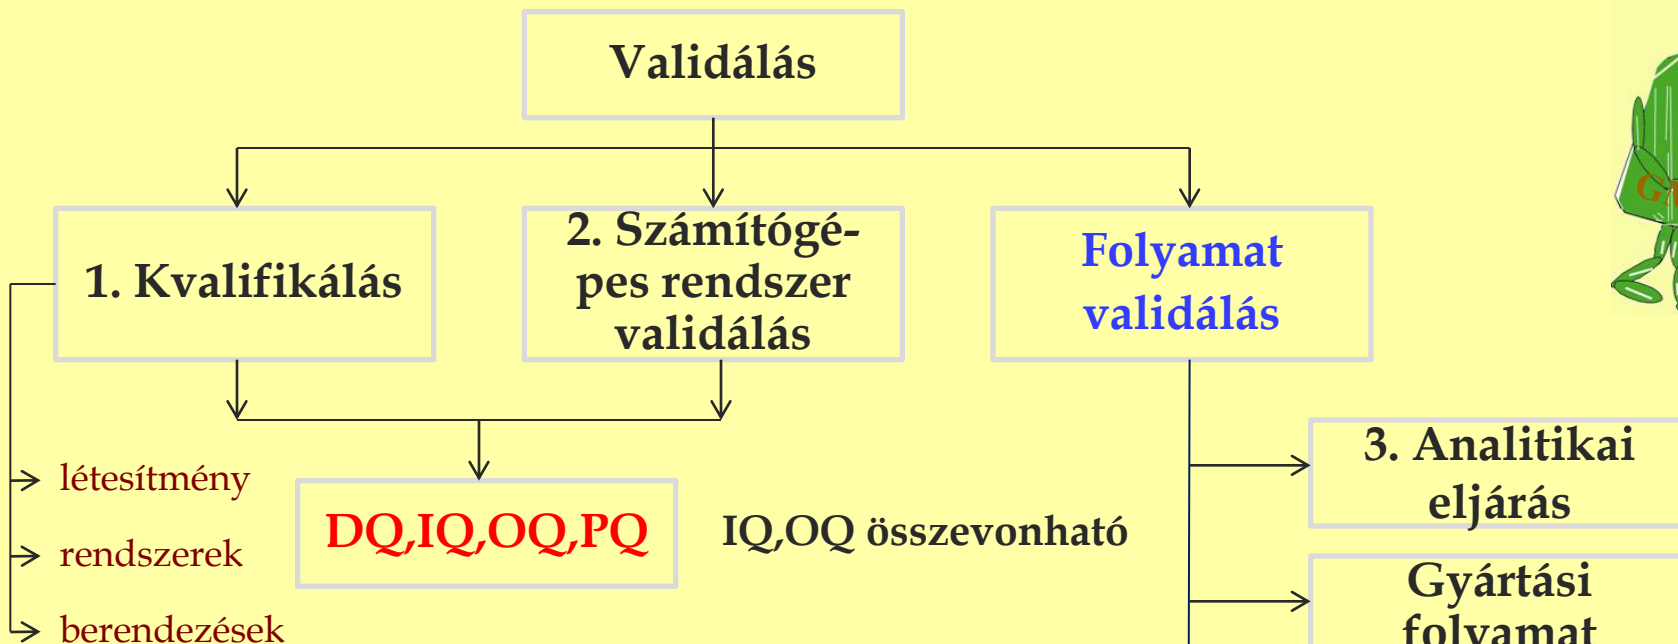 Validálás
1. Kvalifikálás
2. Számítógé-
pes rendszer
validálás
Folyamat
validálás
létesítmény
rendszerek
berendezések
DQ,IQ,OQ,PQ
IQ,OQ összevonható
3. Analitikai
eljárás
Gyártási
folyamat